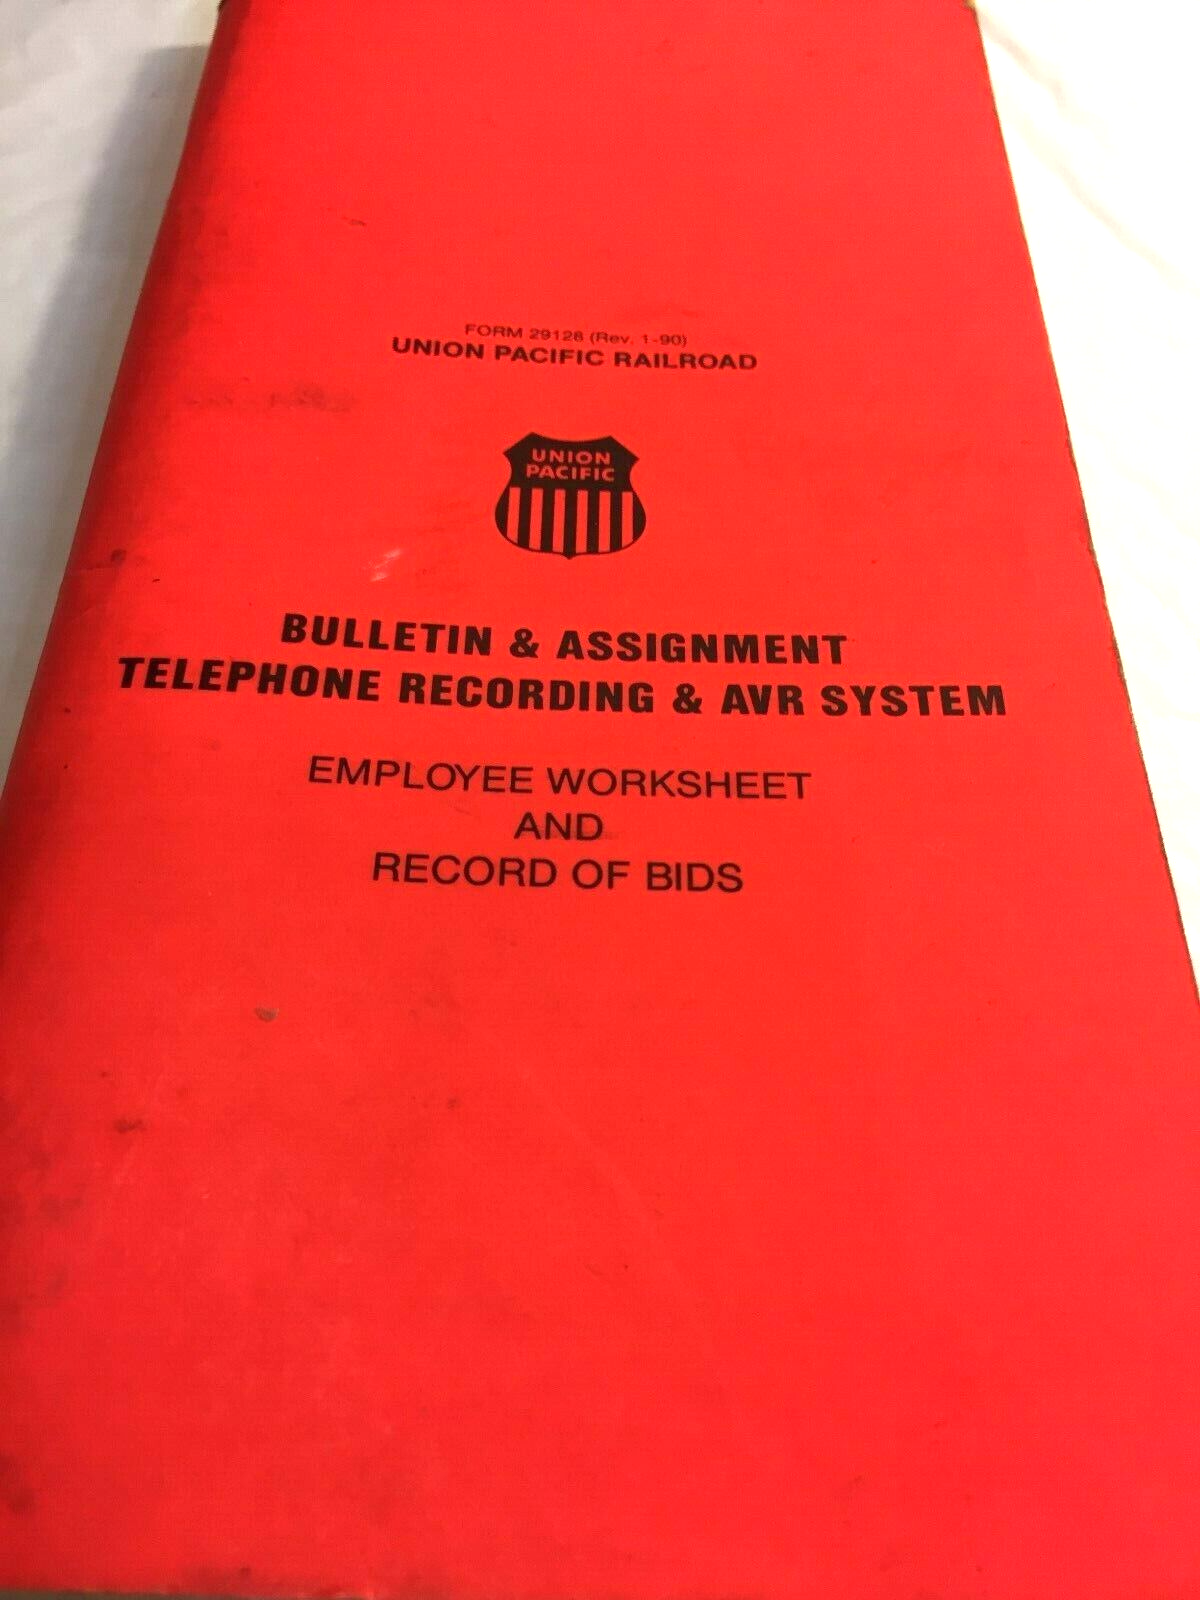 FORM 29128 (Rev. 1-90)
UNION PACIFIC RAILROAD
UNION
PACIFIC
BULLETIN & ASSIGNMENT
TELEPHONE RECORDING & AVR SYSTEM
EMPLOYEE WORKSHEET
AND
RECORD OF BIDS